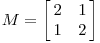 M = [ 2 1
1 2 ]